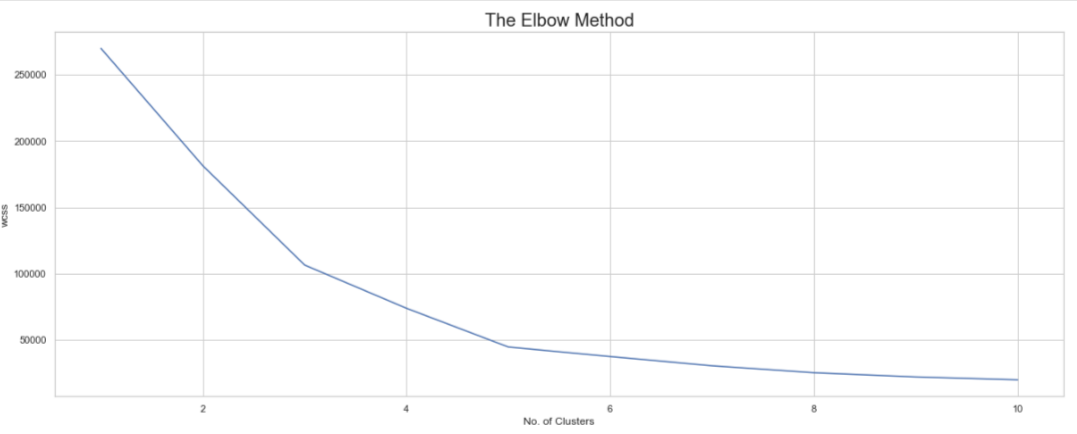 The Elbow Method
250000
200000
150000
100000
50000
wcss
2 4 6 8 10
No. of Clusters